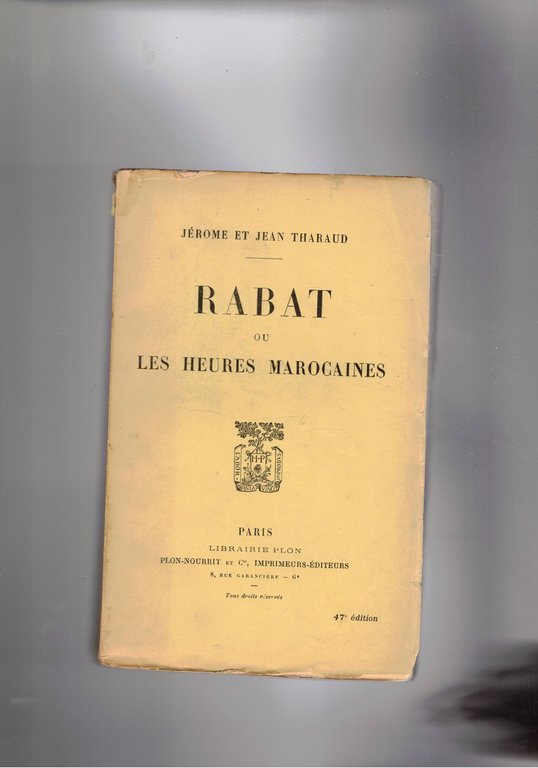 JÉROME ET JEAN THARAUD
RABAT
OU
LES HEURES MAROCAINES
LABOR
H·P
PARIS
LIBRAIRIE PLON
PLON-NOURRIT ET Cie, IMPRIMEURS-ÉDITEURS
8, RUE GARANCIÈRE — 6e
Tous droits réservés
47e édition